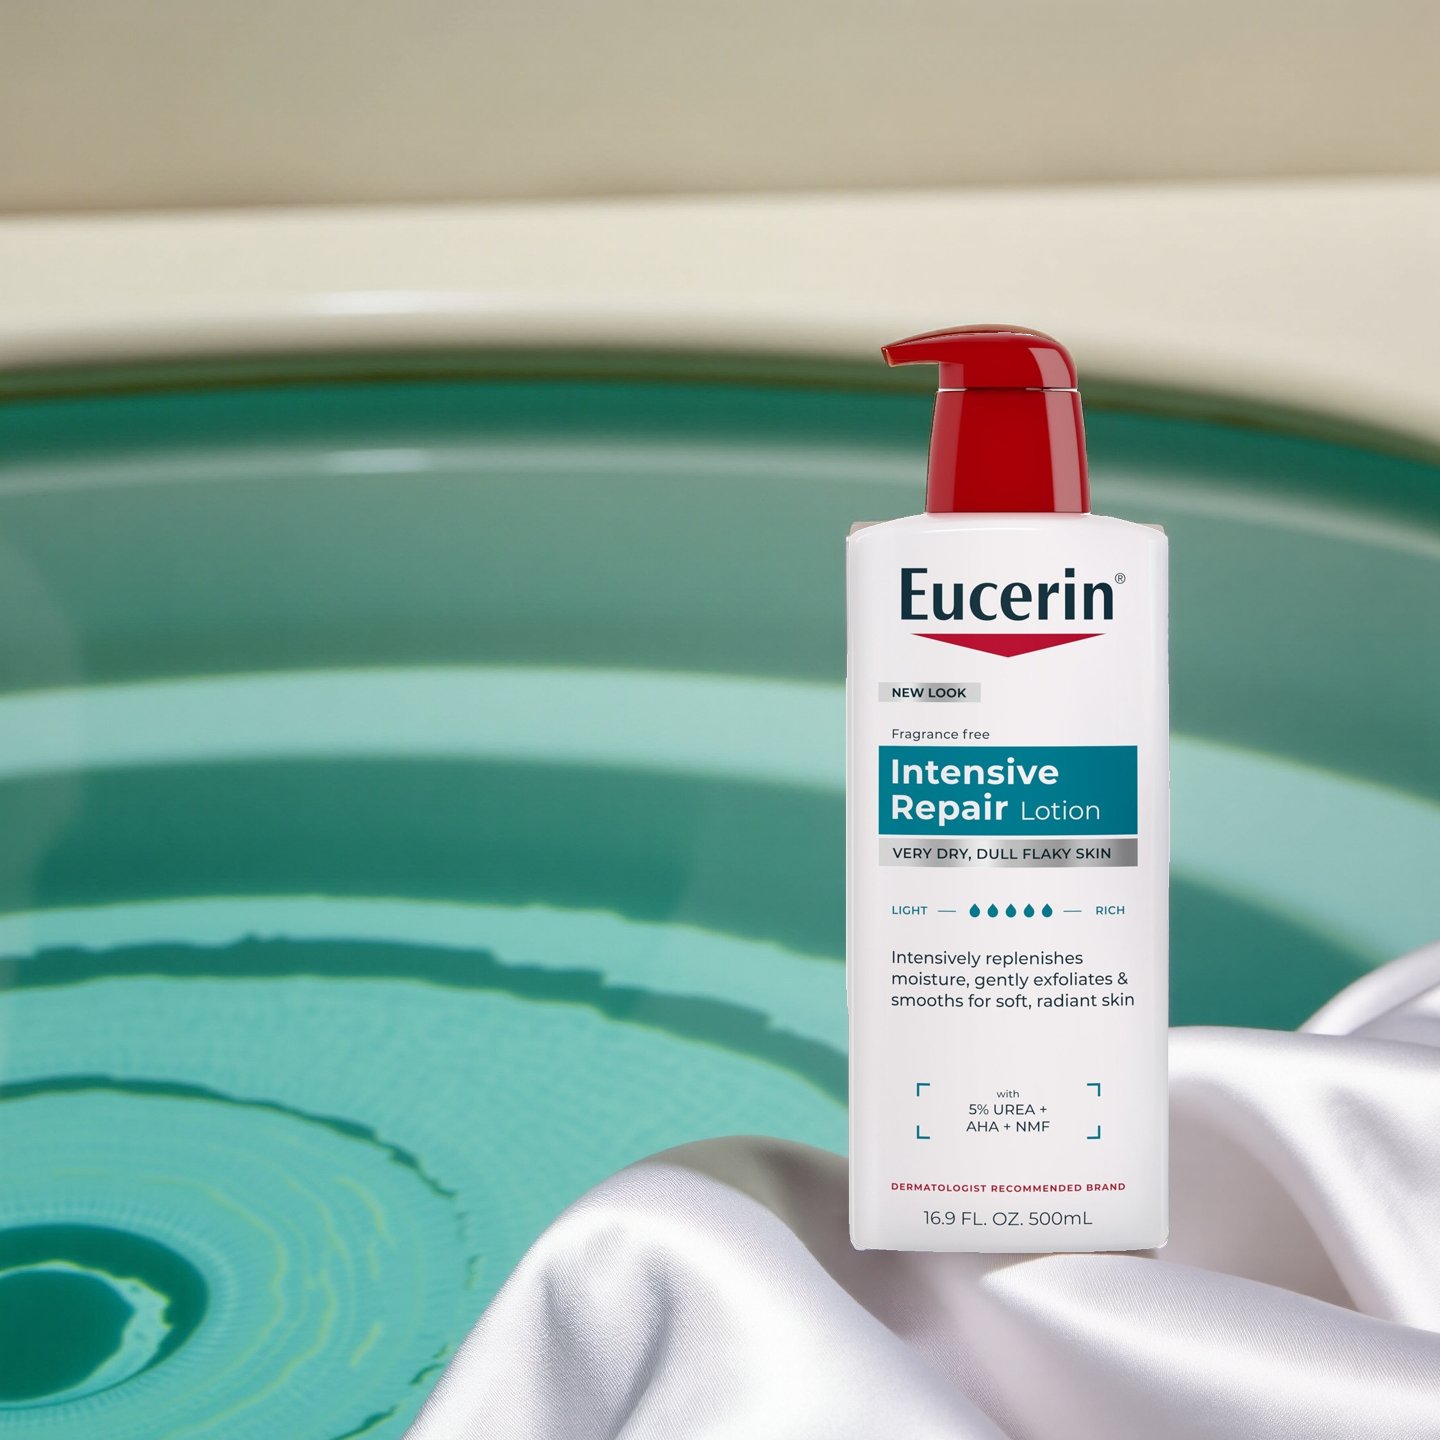 Eucerin®
NEW LOOK
Fragrance free
Intensive
Repair Lotion
VERY DRY, DULL FLAKY SKIN
LIGHT — — RICH
Intensively replenishes
moisture, gently exfoliates &
smooths for soft, radiant skin
with
5% UREA +
AHA + NMF
DERMATOLOGIST RECOMMENDED BRAND
16.9 FL. OZ. 500mL